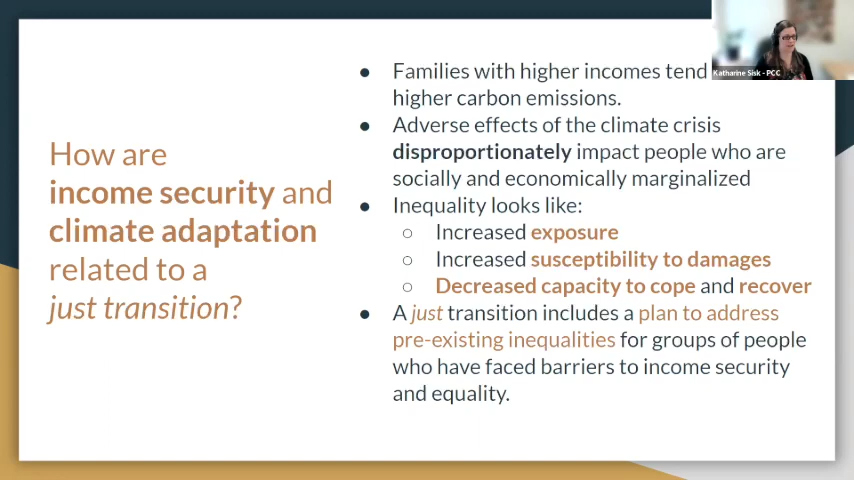 How are
income security and
climate adaptation
related to a
just transition?
● Families with higher incomes tend
higher carbon emissions.
● Adverse effects of the climate crisis
disproportionately impact people who are
socially and economically marginalized
● Inequality looks like:
○ Increased exposure
○ Increased susceptibility to damages
○ Decreased capacity to cope and recover
● A just transition includes a plan to address
pre-existing inequalities for groups of people
who have faced barriers to income security
and equality.
Katharine Sisk - PCC